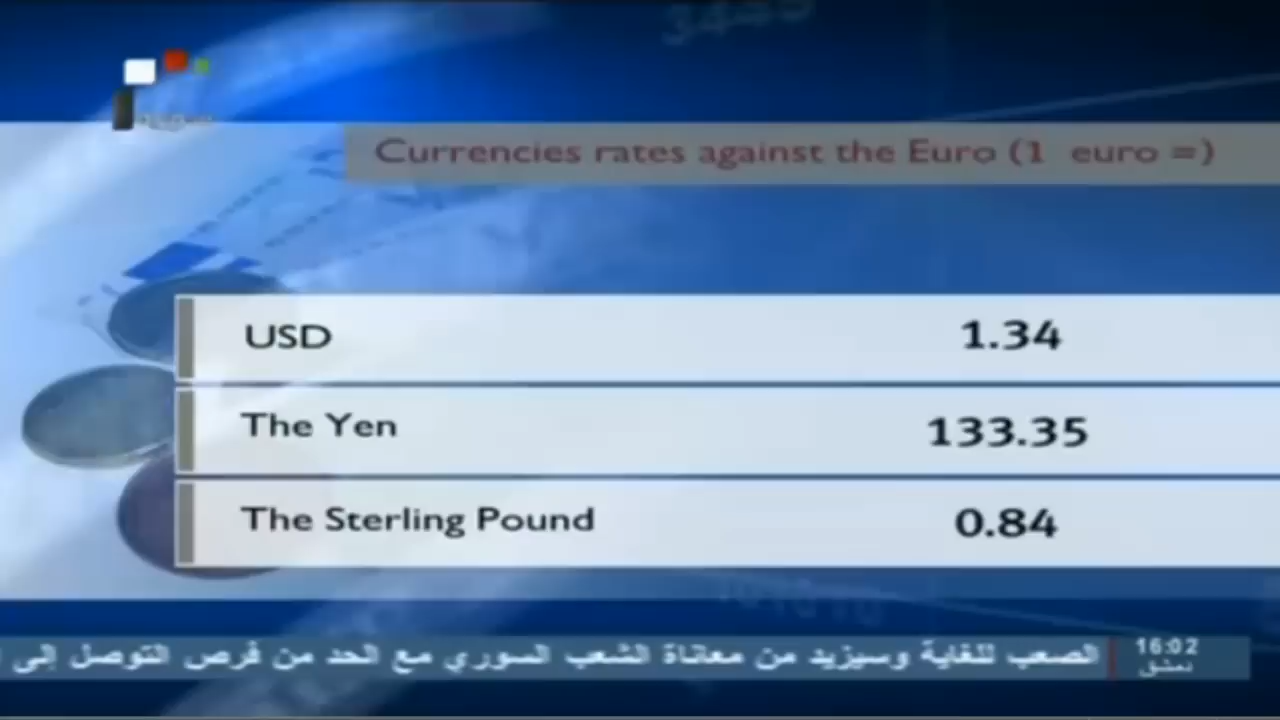 سورية
Currencies rates against the Euro (1 euro =)
USD 1.34
The Yen 133.35
The Sterling Pound 0.84
الصعب للغاية وسيزيد من معاناة الشعب السوري مع الحد من فرص التوصل إلى
16:02
دمشق